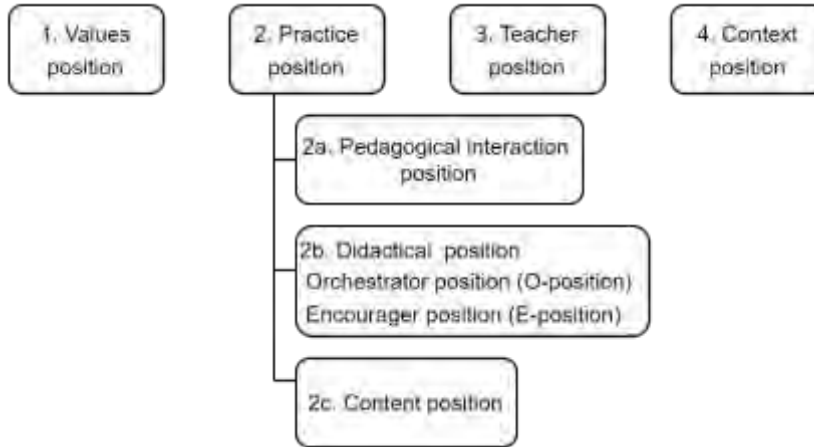 1. Values
position
2. Practice
position
3. Teacher
position
4. Context
position
2a. Pedagogical interaction
position
2b. Didactical position
Orchestrator position (O-position)
Encourager position (E-position)
2c. Content position